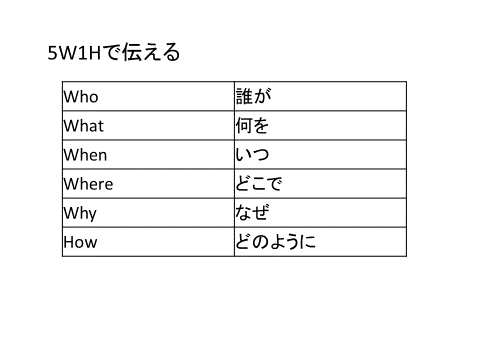 5W1Hで伝える
Who 誰が
What 何を
When いつ
Where どこで
Why なぜ
How どのように